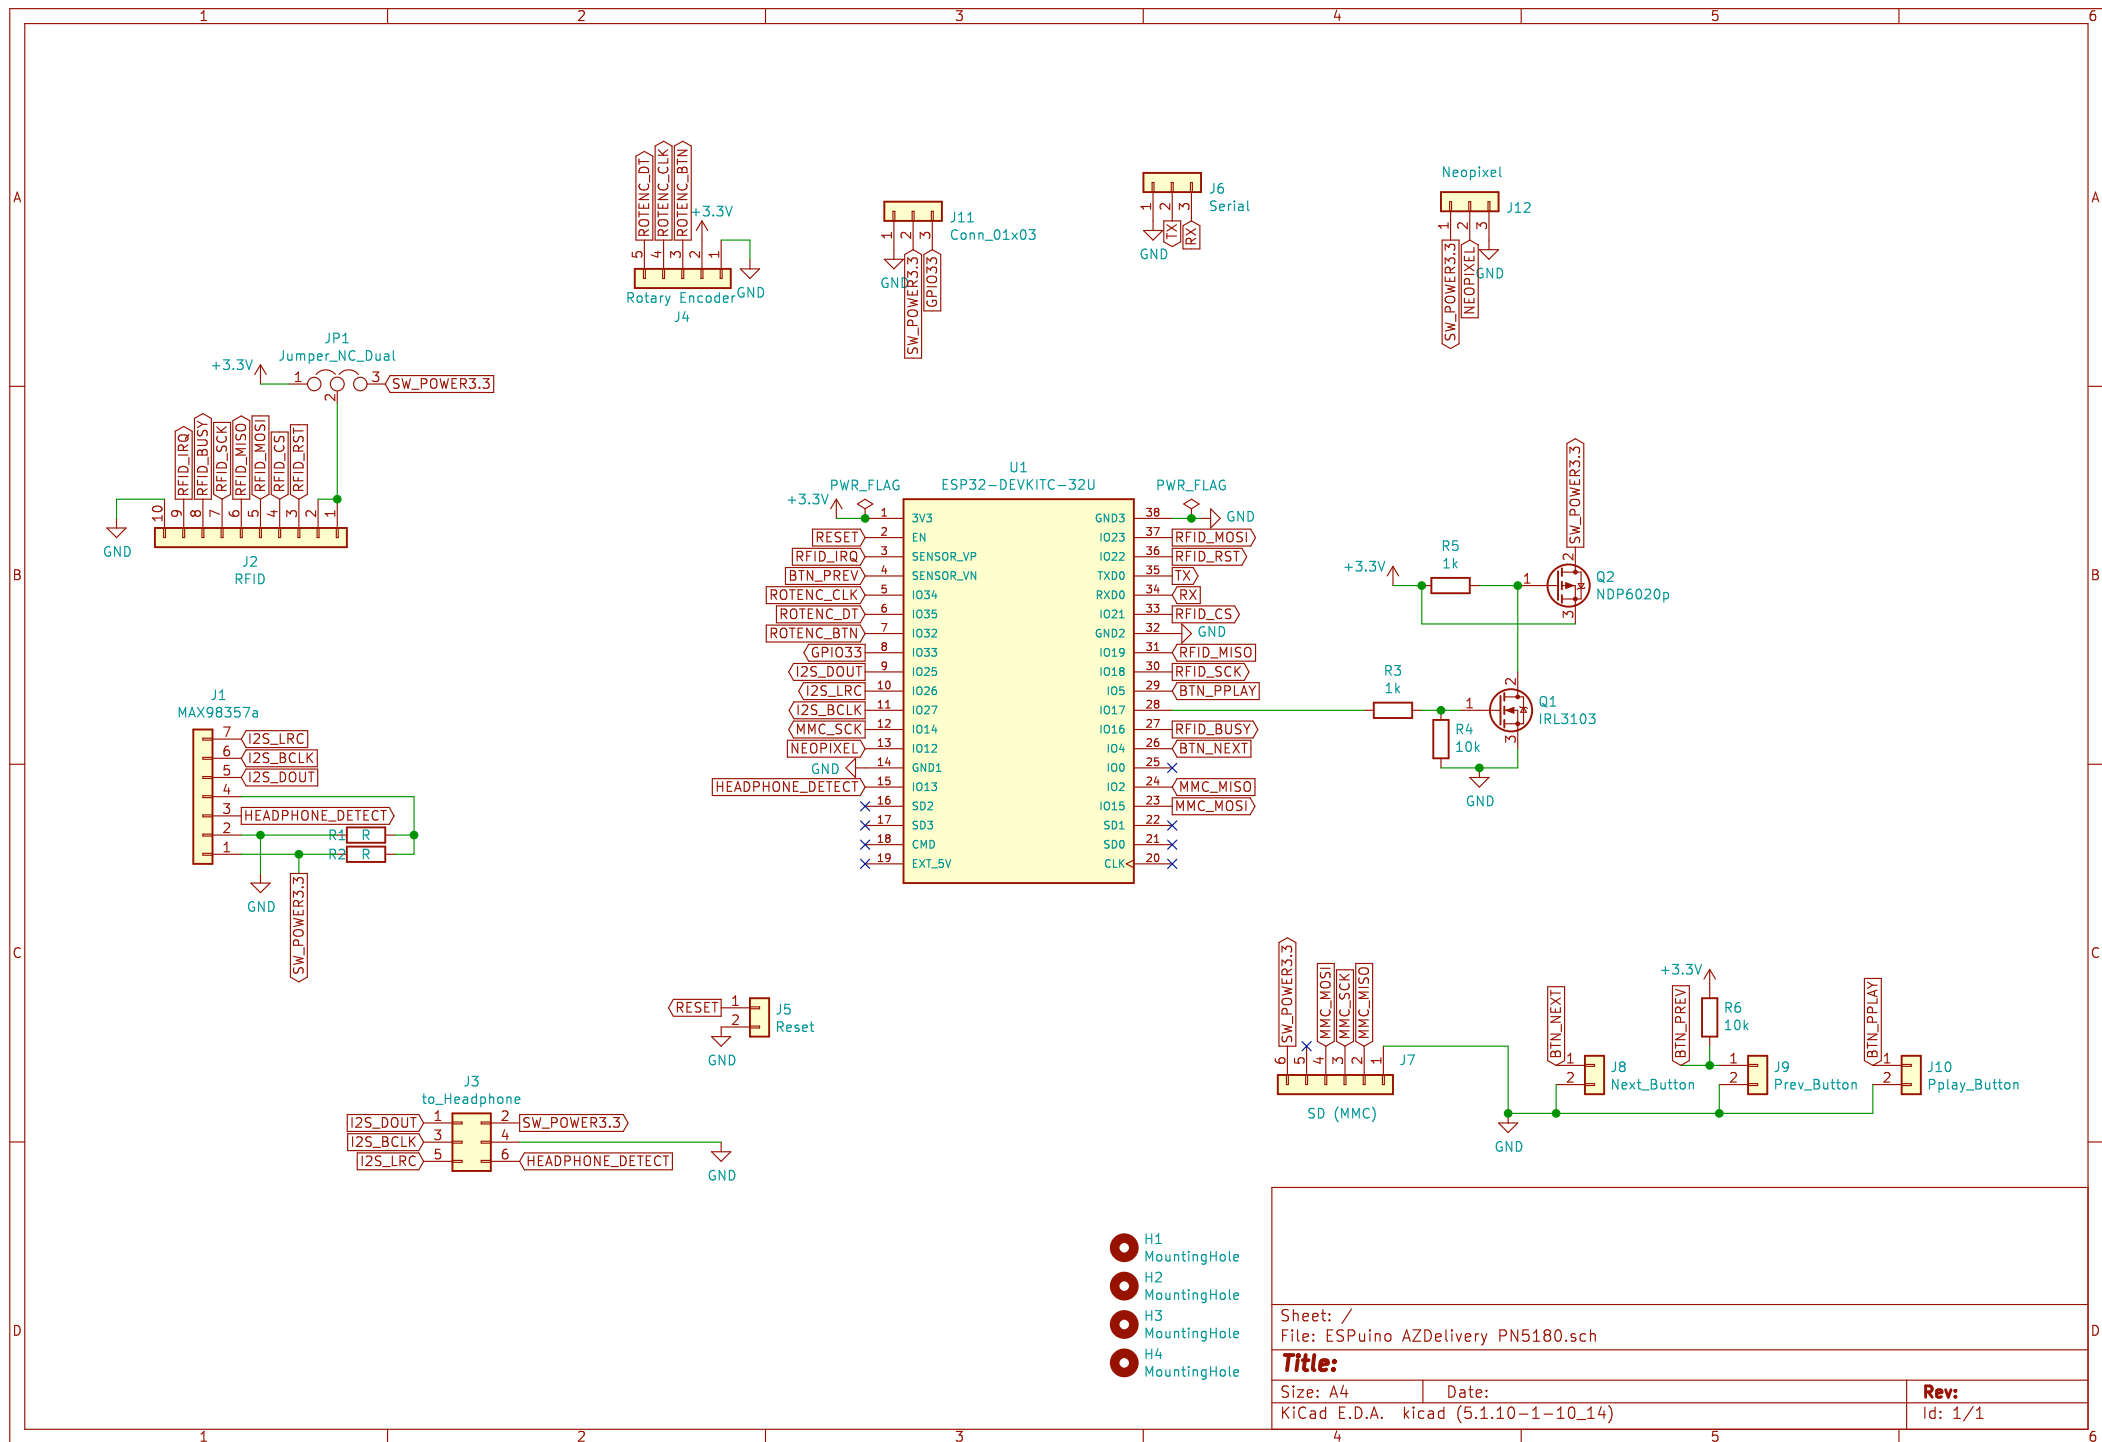 1 2 3 4 5 6
A
B
C
D
A
B
C
D
1 2 3 4 5 6
ROTENC_DT
ROTENC_CLK
ROTENC_BTN
+3.3V
5 4 3 2 1
GND
Rotary Encoder
J4
J11
Conn_01x03
1 2 3
GND
SW_POWER3.3
GPIO33
J6
Serial
1 2 3
GND
TX
RX
Neopixel
J12
1 2 3
SW_POWER3.3
NEOPIXEL
GND
JP1
Jumper_NC_Dual
+3.3V
1 3
2
SW_POWER3.3
RFID_IRQ
RFID_BUSY
RFID_SCK
RFID_MISO
RFID_MOSI
RFID_CS
RFID_RST
10 9 8 7 6 5 4 3 2 1
GND
J2
RFID
U1
ESP32-DEVKITC-32U
PWR_FLAG
PWR_FLAG
+3.3V
1 3V3
RESET 2 EN
RFID_IRQ 3 SENSOR_VP
BTN_PREV 4 SENSOR_VN
ROTENC_CLK 5 IO34
ROTENC_DT 6 IO35
ROTENC_BTN 7 IO32
GPIO33 8 IO33
I2S_DOUT 9 IO25
I2S_LRC 10 IO26
I2S_BCLK 11 IO27
MMC_SCK 12 IO14
NEOPIXEL 13 IO12
GND 14 GND1
HEADPHONE_DETECT 15 IO13
16 SD2
17 SD3
18 CMD
19 EXT_5V
GND3 38 GND
IO23 37 RFID_MOSI
IO22 36 RFID_RST
TXD0 35 TX
RXD0 34 RX
IO21 33 RFID_CS
GND2 32 GND
IO19 31 RFID_MISO
IO18 30 RFID_SCK
IO5 29 BTN_PPLAY
IO17 28
IO16 27 RFID_BUSY
IO4 26 BTN_NEXT
IO0 25
IO2 24 MMC_MISO
IO15 23 MMC_MOSI
SD1 22
SD0 21
CLK 20
SW_POWER3.3
R5
1k
+3.3V
1
2
3
Q2
NDP6020p
R3
1k
R4
10k
1
2
3
Q1
IRL3103
GND
J1
MAX98357a
7 I2S_LRC
6 I2S_BCLK
5 I2S_DOUT
4
3 HEADPHONE_DETECT
2 R1 R
1 R2 R
GND
SW_POWER3.3
RESET
1
2
GND
J5
Reset
J3
to_Headphone
I2S_DOUT 1 2 SW_POWER3.3
I2S_BCLK 3 4
I2S_LRC 5 6 HEADPHONE_DETECT
GND
SW_POWER3.3
MMC_MOSI
MMC_SCK
MMC_MISO
6 5 4 3 2 1
J7
SD (MMC)
GND
BTN_NEXT
1
2
J8
Next_Button
+3.3V
BTN_PREV
R6
10k
1
2
J9
Prev_Button
BTN_PPLAY
1
2
J10
Pplay_Button
H1
MountingHole
H2
MountingHole
H3
MountingHole
H4
MountingHole
Sheet: /
File: ESPuino AZDelivery PN5180.sch
Title:
Size: A4 Date: Rev:
KiCad E.D.A. kicad (5.1.10-1-10_14) Id: 1/1